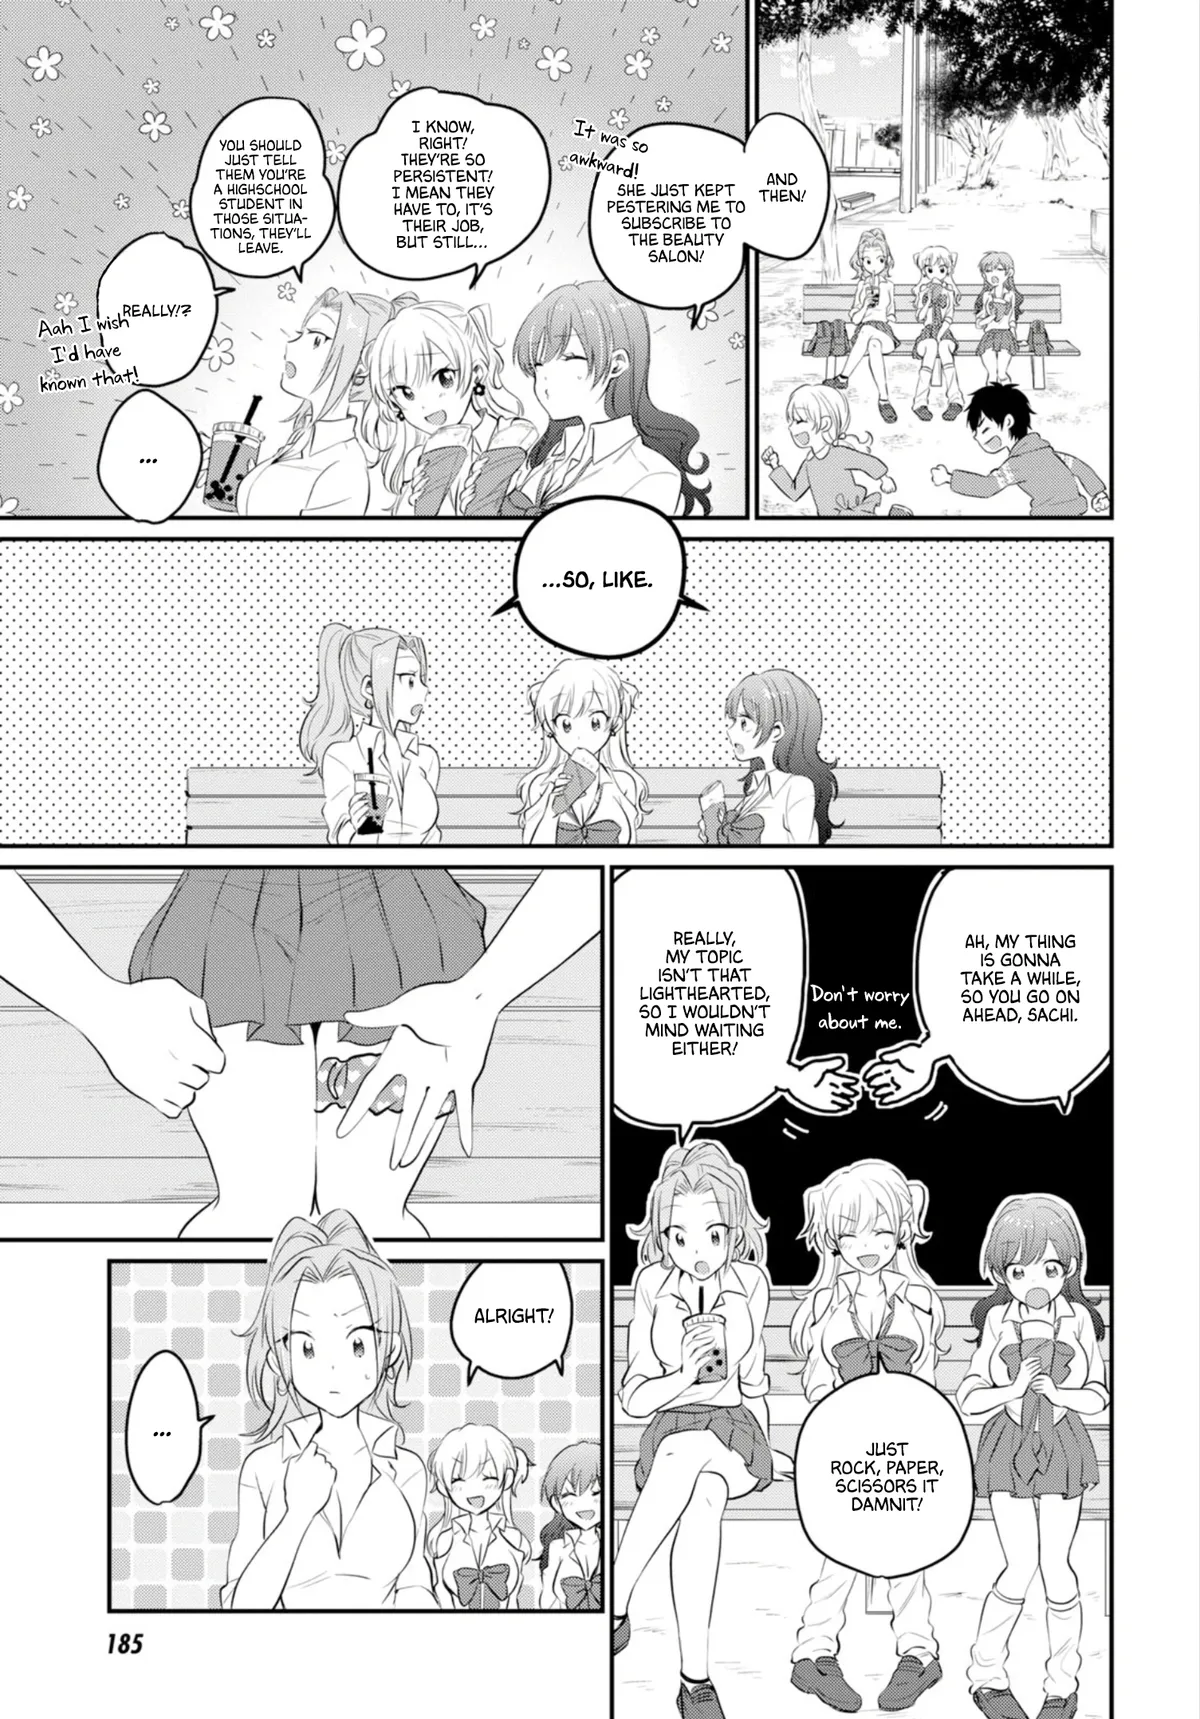 AND
THEN!
SHE JUST KEPT
PESTERING ME TO
SUBSCRIBE TO
THE BEAUTY
SALON!
It was so
awkward!
I KNOW,
RIGHT!
THEY'RE SO
PERSISTENT!
I MEAN THEY
HAVE TO, IT'S
THEIR JOB,
BUT STILL...
YOU SHOULD
JUST TELL
THEM YOU'RE
A HIGHSCHOOL
STUDENT IN
THOSE SITUA-
TIONS, THEY'LL
LEAVE.
REALLY!?
Aah I wish
I'd have
known that!
...
...SO, LIKE.
AH, MY THING
IS GONNA
TAKE A WHILE,
SO YOU GO ON
AHEAD, SACHI.
Don't worry
about me.
REALLY,
MY TOPIC
ISN'T THAT
LIGHTHEARTED,
SO I WOULDN'T
MIND WAITING
EITHER!
JUST
ROCK, PAPER,
SCISSORS IT
DAMNIT!
ALRIGHT!
...
185